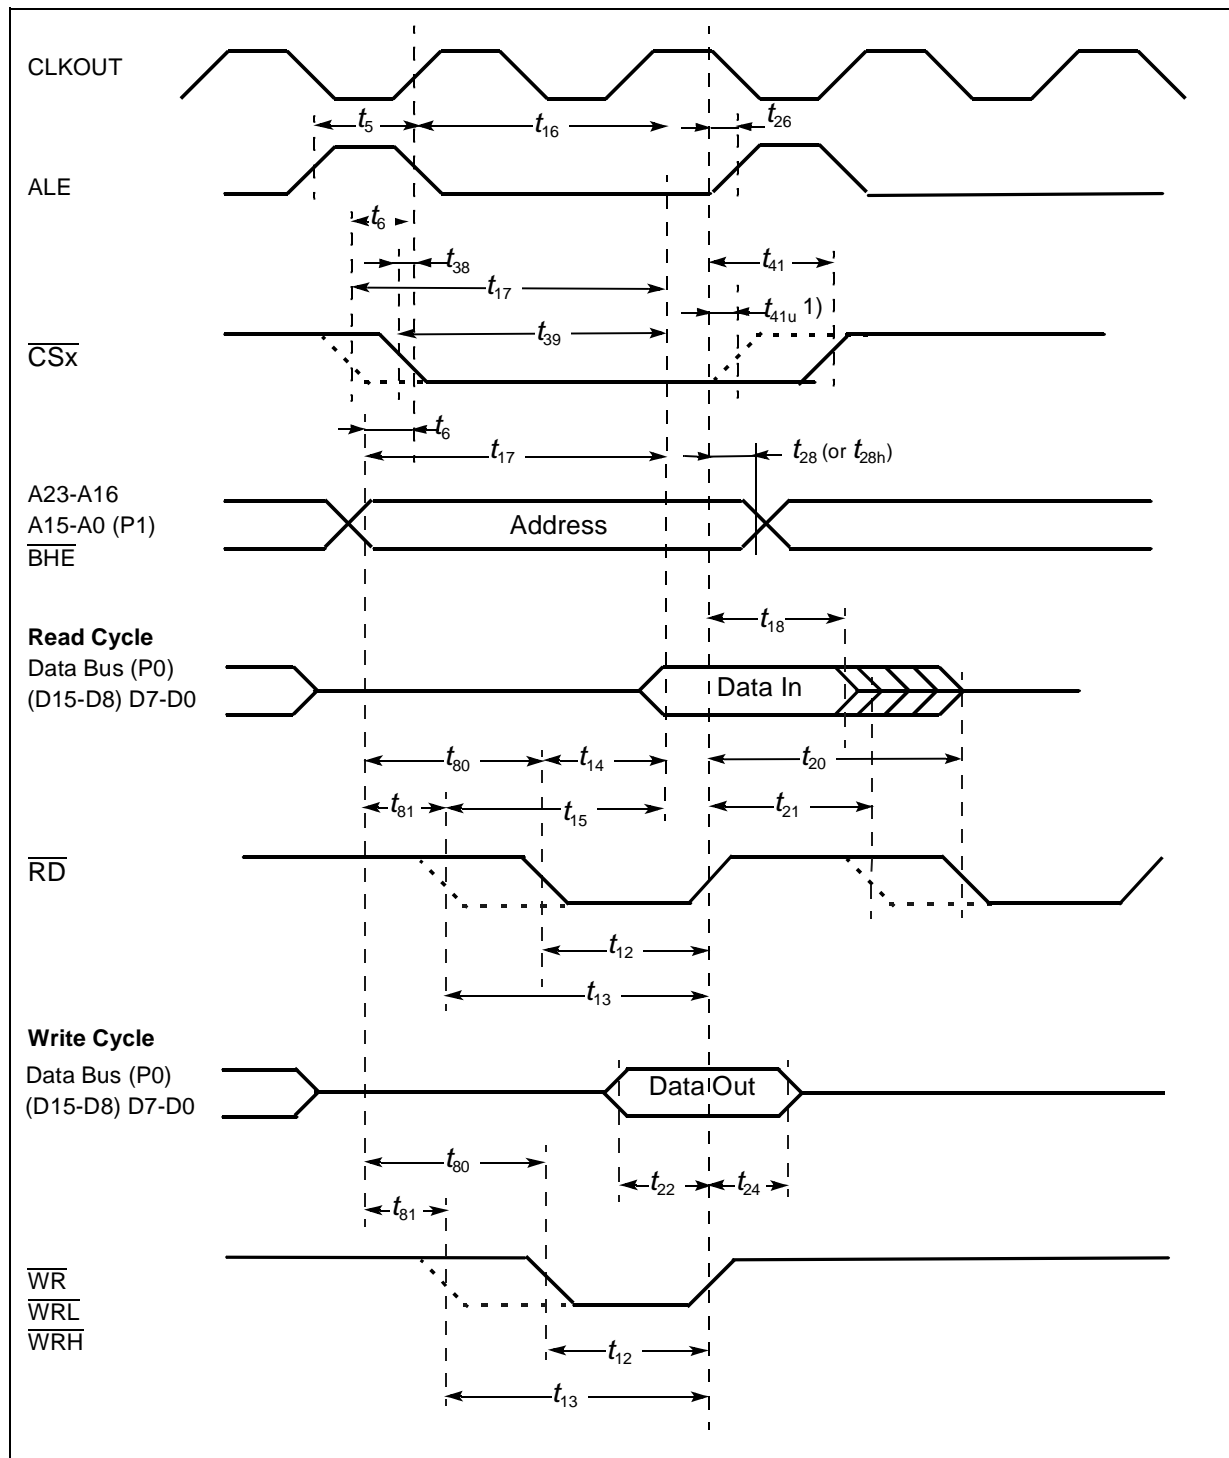 CLKOUT
t5 t16 t26
ALE
t6
t38 t41
t17
t41u 1)
t39
CSx
t6
t17 t28 (or t28h)
A23-A16
A15-A0 (P1) Address
BHE
t18
Read Cycle
Data Bus (P0)
(D15-D8) D7-D0 Data In
t80 t14 t20
t81 t15 t21
RD
t12
t13
Write Cycle
Data Bus (P0) Data Out
(D15-D8) D7-D0
t80
t22 t24
t81
WR
WRL
WRH
t12
t13